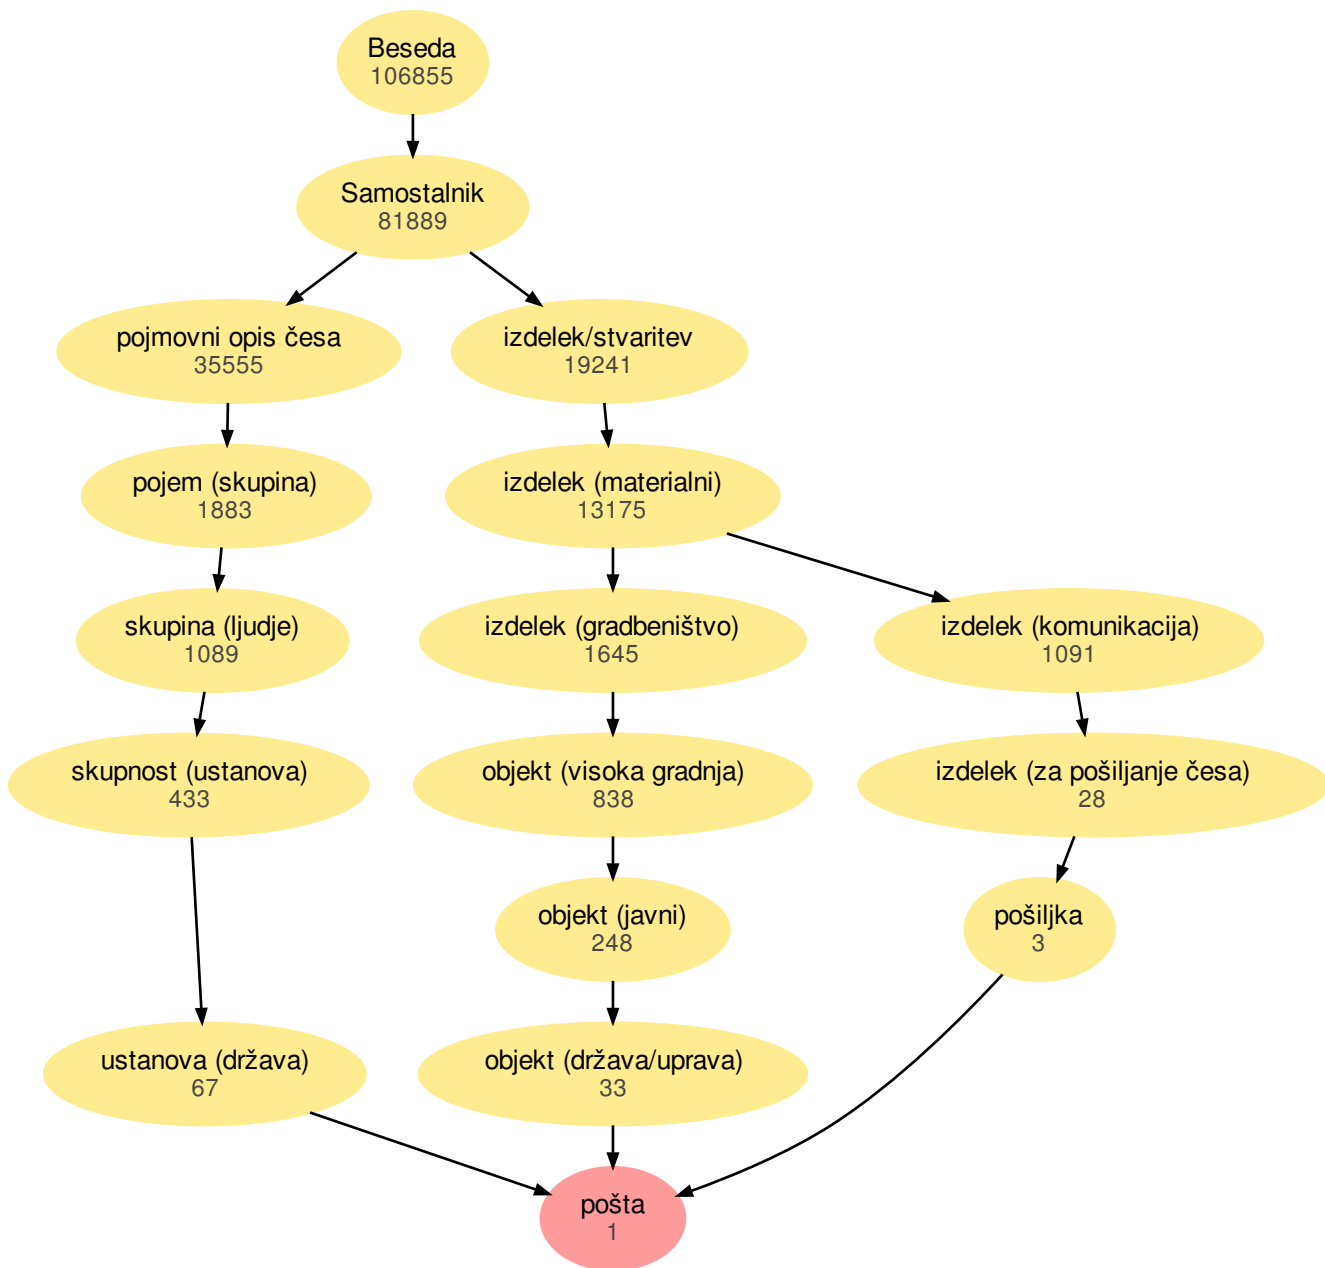 Beseda
106855
Samostalnik
81889
pojmovni opis česa
35555
izdelek/stvaritev
19241
pojem (skupina)
1883
izdelek (materialni)
13175
skupina (ljudje)
1089
izdelek (gradbeništvo)
1645
izdelek (komunikacija)
1091
skupnost (ustanova)
433
objekt (visoka gradnja)
838
izdelek (za pošiljanje česa)
28
objekt (javni)
248
pošiljka
3
ustanova (država)
67
objekt (država/uprava)
33
pošta
1